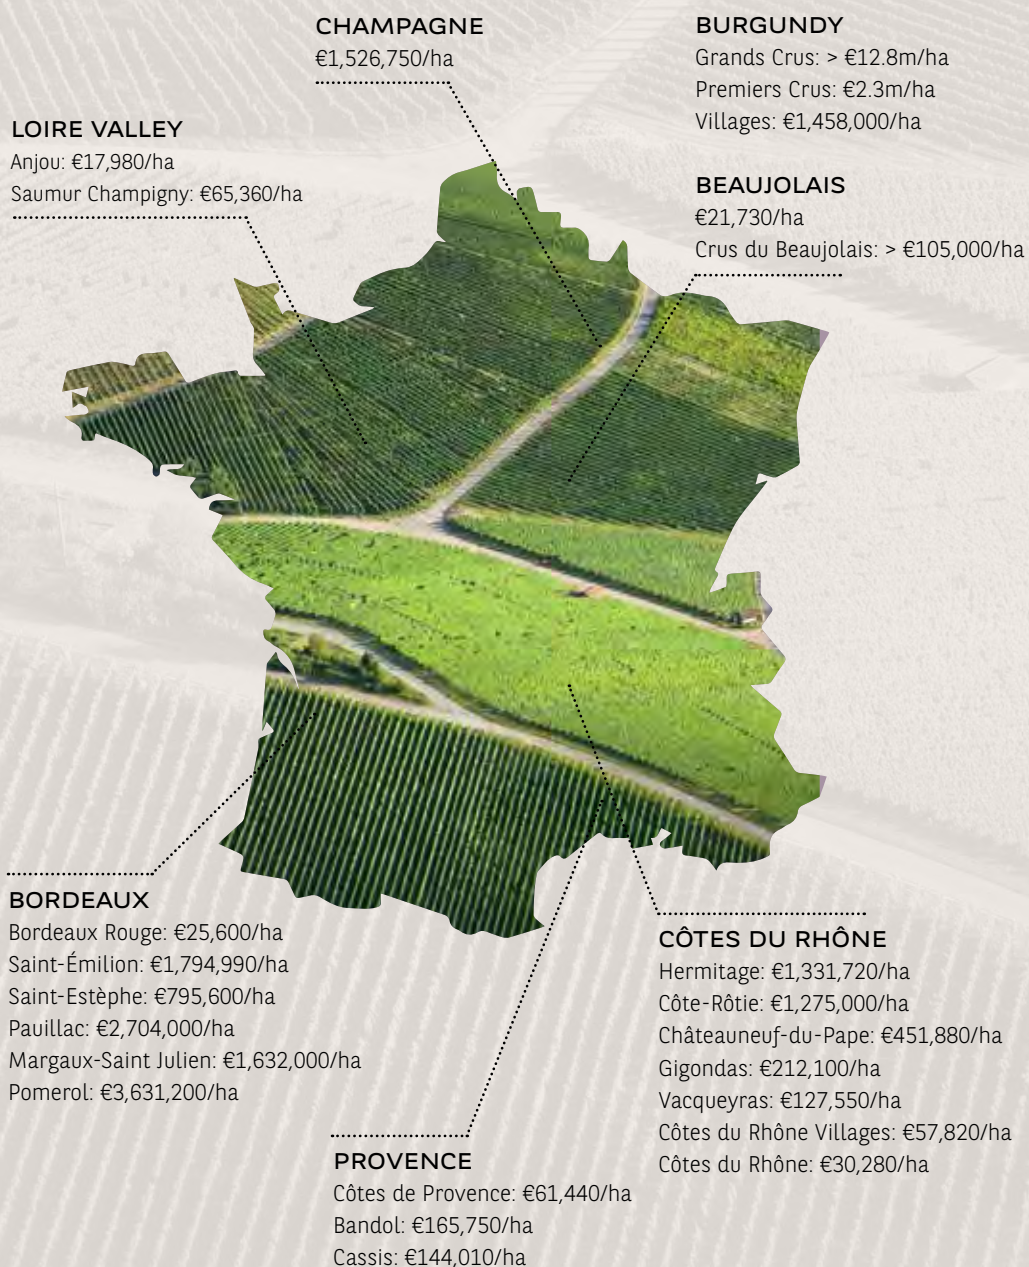 CHAMPAGNE
€1,526,750/ha
BURGUNDY
Grands Crus: > €12.8m/ha
Premiers Crus: €2.3m/ha
Villages: €1,458,000/ha
LOIRE VALLEY
Anjou: €17,980/ha
Saumur Champigny: €65,360/ha
BEAUJOLAIS
€21,730/ha
Crus du Beaujolais: > €105,000/ha
BORDEAUX
Bordeaux Rouge: €25,600/ha
Saint-Émilion: €1,794,990/ha
Saint-Estèphe: €795,600/ha
Pauillac: €2,704,000/ha
Margaux-Saint Julien: €1,632,000/ha
Pomerol: €3,631,200/ha
CÔTES DU RHÔNE
Hermitage: €1,331,720/ha
Côte-Rôtie: €1,275,000/ha
Châteauneuf-du-Pape: €451,880/ha
Gigondas: €212,100/ha
Vacqueyras: €127,550/ha
Côtes du Rhône Villages: €57,820/ha
Côtes du Rhône: €30,280/ha
PROVENCE
Côtes de Provence: €61,440/ha
Bandol: €165,750/ha
Cassis: €144,010/ha